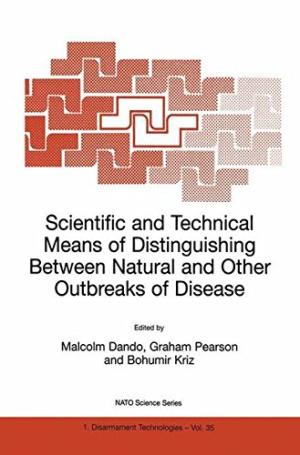 Scientific and Technical
Means of Distinguishing
Between Natural and Other
Outbreaks of Disease
Edited by
Malcolm Dando, Graham Pearson
and Bohumir Kriz
NATO Science Series
1. Disarmament Technologies – Vol. 35